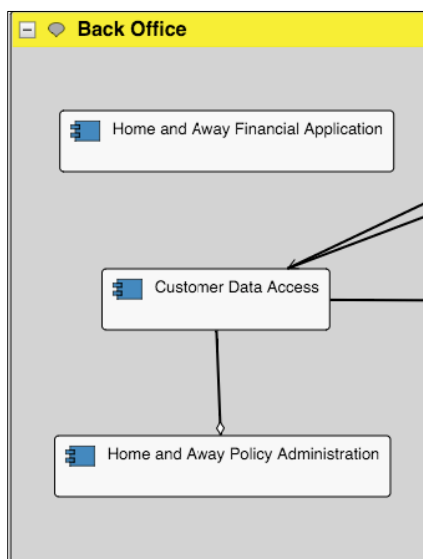 Back Office
Home and Away Financial Application
Customer Data Access
Home and Away Policy Administration